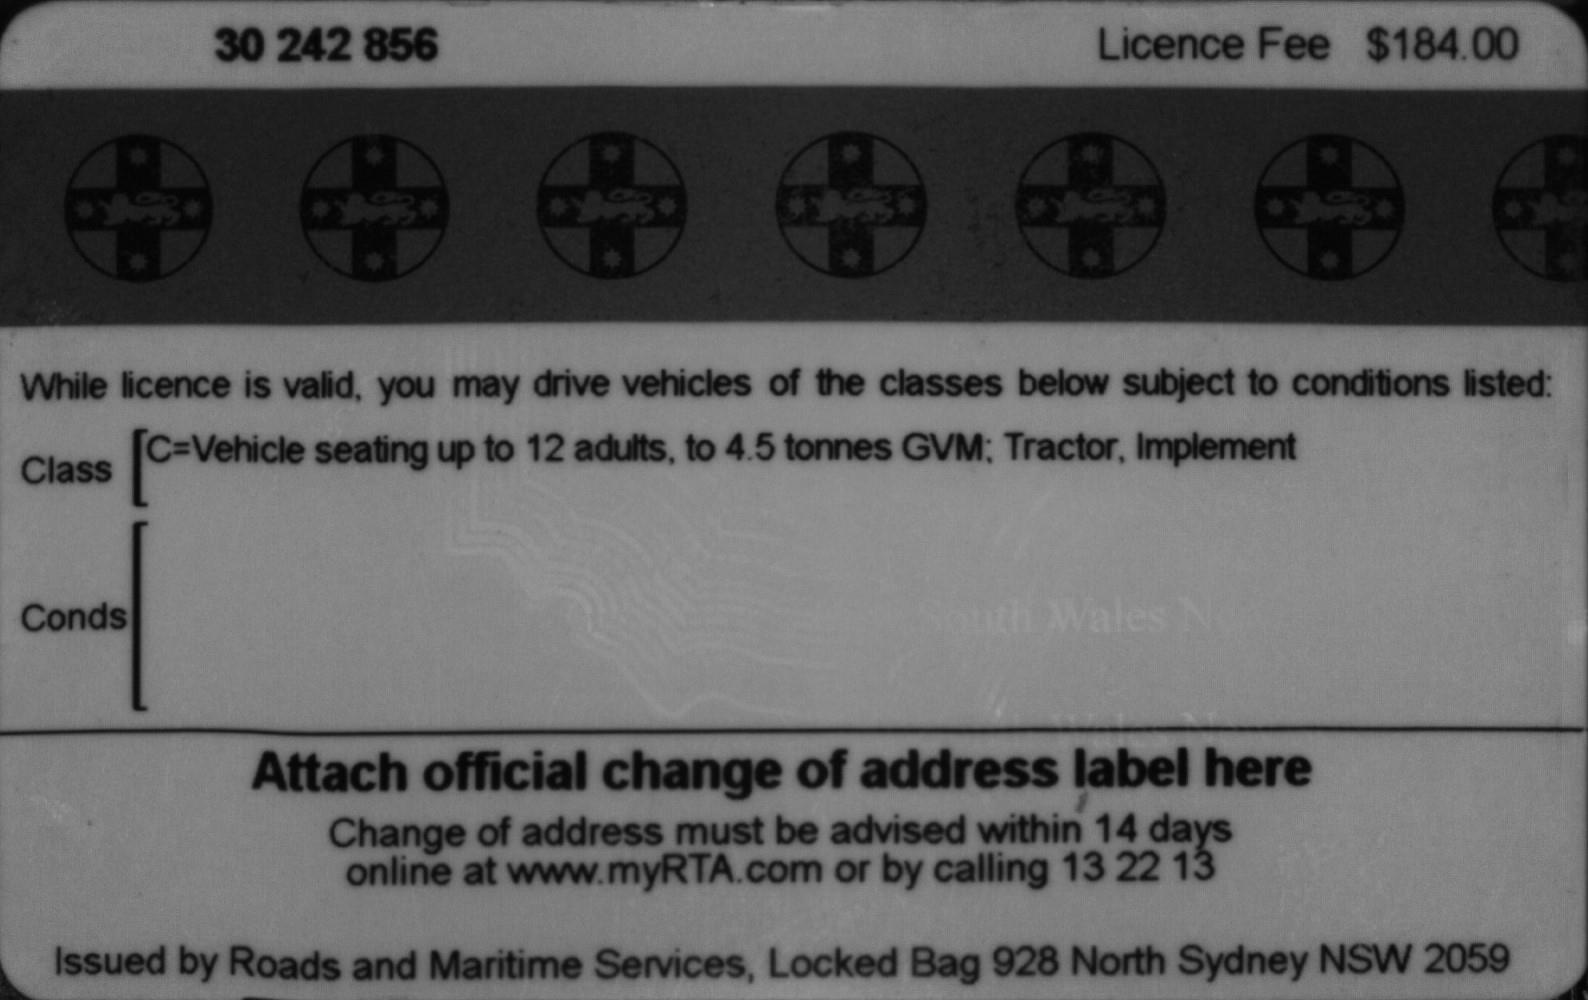 30 242 856 Licence Fee $184.00
While licence is valid, you may drive vehicles of the classes below subject to conditions listed:
Class C=Vehicle seating up to 12 adults, to 4.5 tonnes GVM; Tractor, Implement
Conds
South Wales
Wales
Attach official change of address label here
Change of address must be advised within 14 days
online at www.myRTA.com or by calling 13 22 13
Issued by Roads and Maritime Services, Locked Bag 928 North Sydney NSW 2059